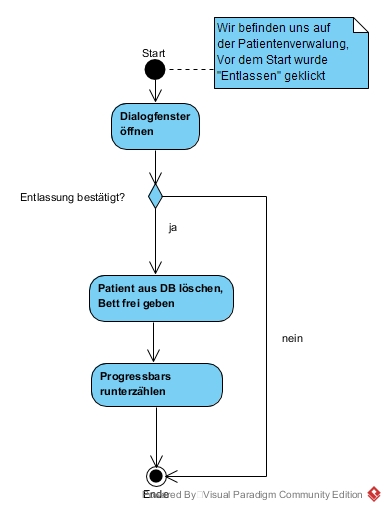 Wir befinden uns auf
der Patientenverwalung,
Vor dem Start wurde
"Entlassen" geklickt
Start
Dialogfenster
öffnen
Entlassung bestätigt?
ja
Patient aus DB löschen,
Bett frei geben
nein
Progressbars
runterzählen
Ende
Powered By Visual Paradigm Community Edition